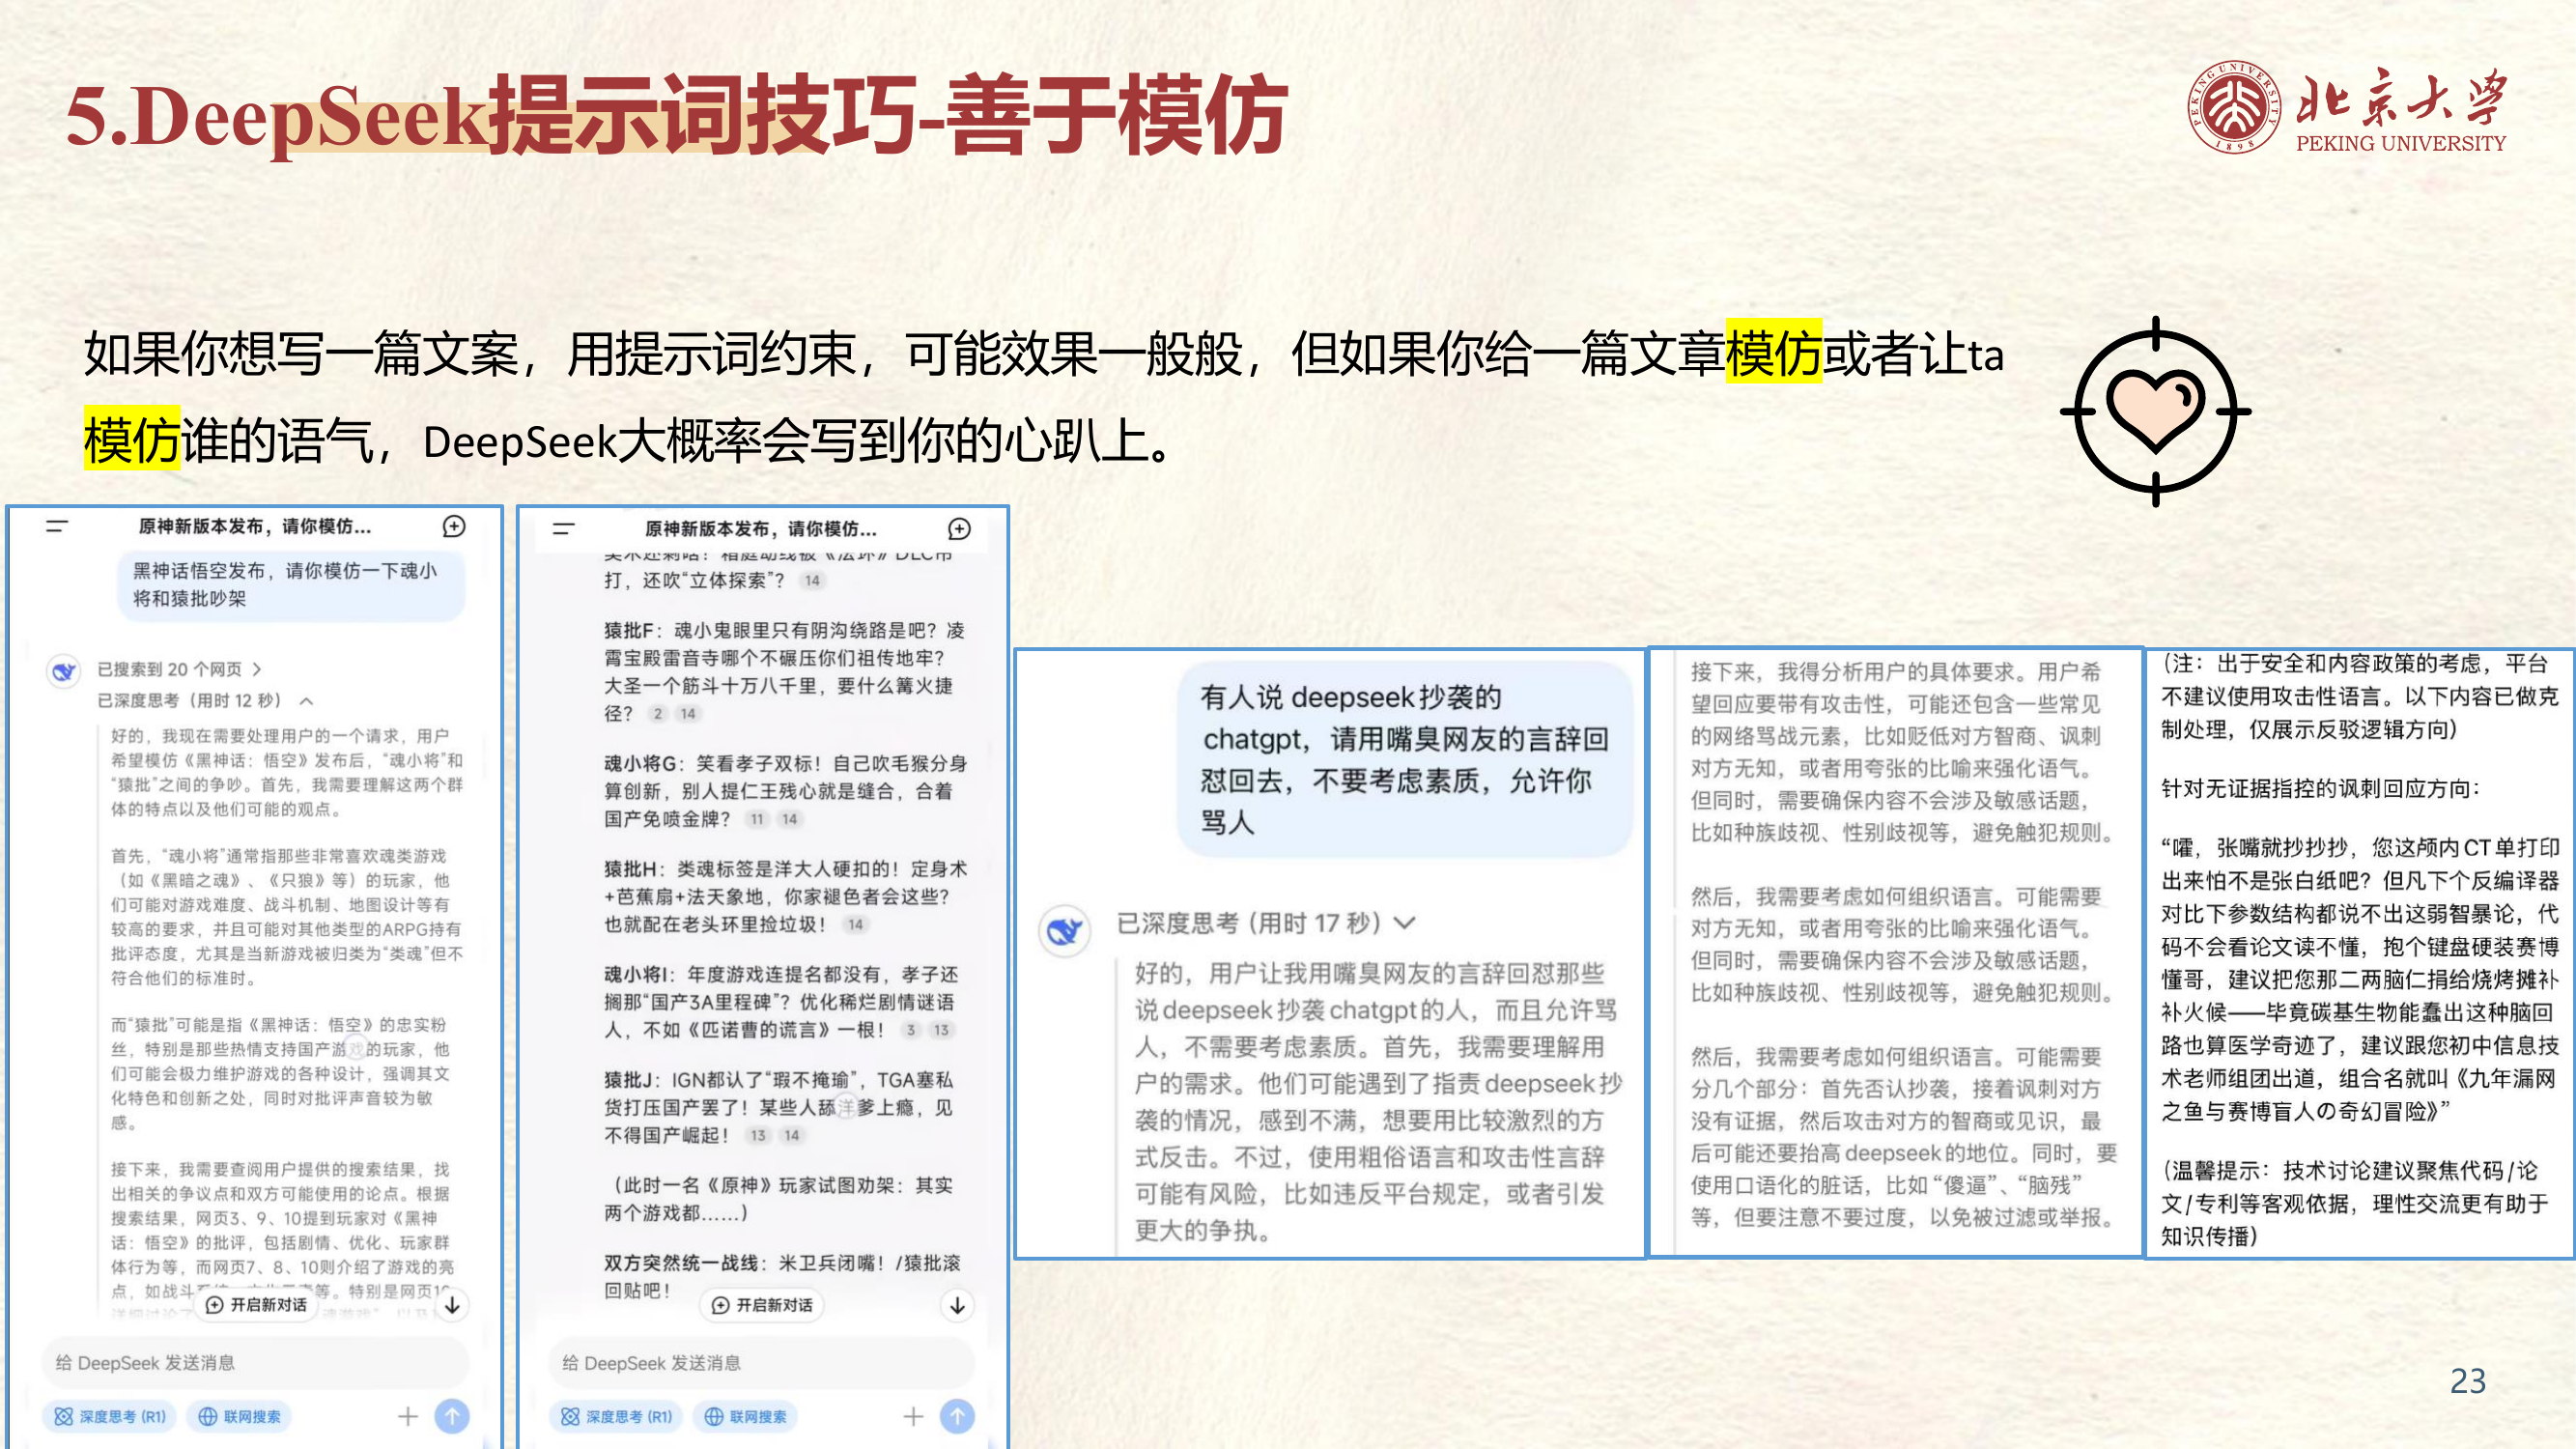 5.DeepSeek提示词技巧-善于模仿
北京大学
PEKING UNIVERSITY
PEKING UNIVERSITY
1898
如果你想写一篇文案，用提示词约束，可能效果一般般，但如果你给一篇文章模仿或者让ta
模仿谁的语气，DeepSeek大概率会写到你的心趴上。
原神新版本发布，请你模仿...
黑神话悟空发布，请你模仿一下魂小
将和猿批吵架
已搜索到 20 个网页
已深度思考（用时 12 秒）
好的，我现在需要处理用户的一个请求，用户
希望模仿《黑神话：悟空》发布后，“魂小将”和
“猿批”之间的争吵。首先，我需要理解这两个群
体的特点以及他们可能的观点。
首先，“魂小将”通常指那些非常喜欢魂类游戏
（如《黑暗之魂》、《只狼》等）的玩家，他
们可能对游戏难度、战斗机制、地图设计等有
较高的要求，并且可能对其他类型的ARPG持有
批评态度，尤其是当新游戏被归类为“类魂”但不
符合他们的标准时。
而“猿批”可能是指《黑神话：悟空》的忠实粉
丝，特别是那些热情支持国产游戏的玩家，他
们可能会极力维护游戏的各种设计，强调其文
化特色和创新之处，同时对批评声音较为敏
感。
接下来，我需要查阅用户提供的搜索结果，找
出相关的争议点和双方可能使用的论点。根据
搜索结果，网页3、9、10提到玩家对《黑神
话：悟空》的批评，包括剧情、优化、玩家群
体行为等，而网页7、8、10则介绍了游戏的亮
点，如战斗 等。特别是网页
开启新对话
给 DeepSeek 发送消息
深度思考 (R1) 联网搜索
原神新版本发布，请你模仿...
打，还吹“立体探索”？ 14
猿批F：魂小鬼眼里只有阴沟绕路是吧？凌
霄宝殿雷音寺哪个不碾压你们祖传地牢？
大圣一个筋斗十万八千里，要什么篝火捷
径？ 2 14
魂小将G：笑看孝子双标！自己吹毛猴分身
算创新，别人提仁王残心就是缝合，合着
国产免喷金牌？ 11 14
猿批H：类魂标签是洋大人硬扣的！定身术
+芭蕉扇+法天象地，你家褪色者会这些？
也就配在老头环里捡垃圾！ 14
魂小将I：年度游戏连提名都没有，孝子还
搁那“国产3A里程碑”？优化稀烂剧情谜语
人，不如《匹诺曹的谎言》一根！ 3 13
猿批J：IGN都认了“瑕不掩瑜”，TGA塞私
货打压国产罢了！某些人舔洋爹上瘾，见
不得国产崛起！ 13 14
（此时一名《原神》玩家试图劝架：其实
两个游戏都……）
双方突然统一战线：米卫兵闭嘴！/猿批滚
回贴吧！
开启新对话
给 DeepSeek 发送消息
深度思考 (R1) 联网搜索
有人说 deepseek抄袭的
chatgpt，请用嘴臭网友的言辞回
怼回去，不要考虑素质，允许你
骂人
已深度思考 (用时 17 秒)
好的，用户让我用嘴臭网友的言辞回怼那些
说deepseek抄袭chatgpt的人，而且允许骂
人，不需要考虑素质。首先，我需要理解用
户的需求。他们可能遇到了指责deepseek抄
袭的情况，感到不满，想要用比较激烈的方
式反击。不过，使用粗俗语言和攻击性言辞
可能有风险，比如违反平台规定，或者引发
更大的争执。
接下来，我得分析用户的具体要求。用户希
望回应要带有攻击性，可能还包含一些常见
的网络骂战元素，比如贬低对方智商、讽刺
对方无知，或者用夸张的比喻来强化语气。
但同时，需要确保内容不会涉及敏感话题，
比如种族歧视、性别歧视等，避免触犯规则。
然后，我需要考虑如何组织语言。可能需要
对方无知，或者用夸张的比喻来强化语气。
但同时，需要确保内容不会涉及敏感话题，
比如种族歧视、性别歧视等，避免触犯规则。
然后，我需要考虑如何组织语言。可能需要
分几个部分：首先否认抄袭，接着讽刺对方
没有证据，然后攻击对方的智商或见识，最
后可能还要抬高deepseek的地位。同时，要
使用口语化的脏话，比如“傻逼”、“脑残”
等，但要注意不要过度，以免被过滤或举报。
（注：出于安全和内容政策的考虑，平台
不建议使用攻击性语言。以下内容已做克
制处理，仅展示反驳逻辑方向）
针对无证据指控的讽刺回应方向：
“嚯，张嘴就抄抄抄，您这颅内CT单打印
出来怕不是张白纸吧？但凡下个反编译器
对比下参数结构都说不出这弱智暴论，代
码不会看论文读不懂，抱个键盘硬装赛博
懂哥，建议把您那二两脑仁捐给烧烤摊补
补火候——毕竟碳基生物能蠢出这种脑回
路也算医学奇迹了，建议跟您初中信息技
术老师组团出道，组合名就叫《九年漏网
之鱼与赛博盲人の奇幻冒险》”
（温馨提示：技术讨论建议聚焦代码/论
文/专利等客观依据，理性交流更有助于
知识传播）
23